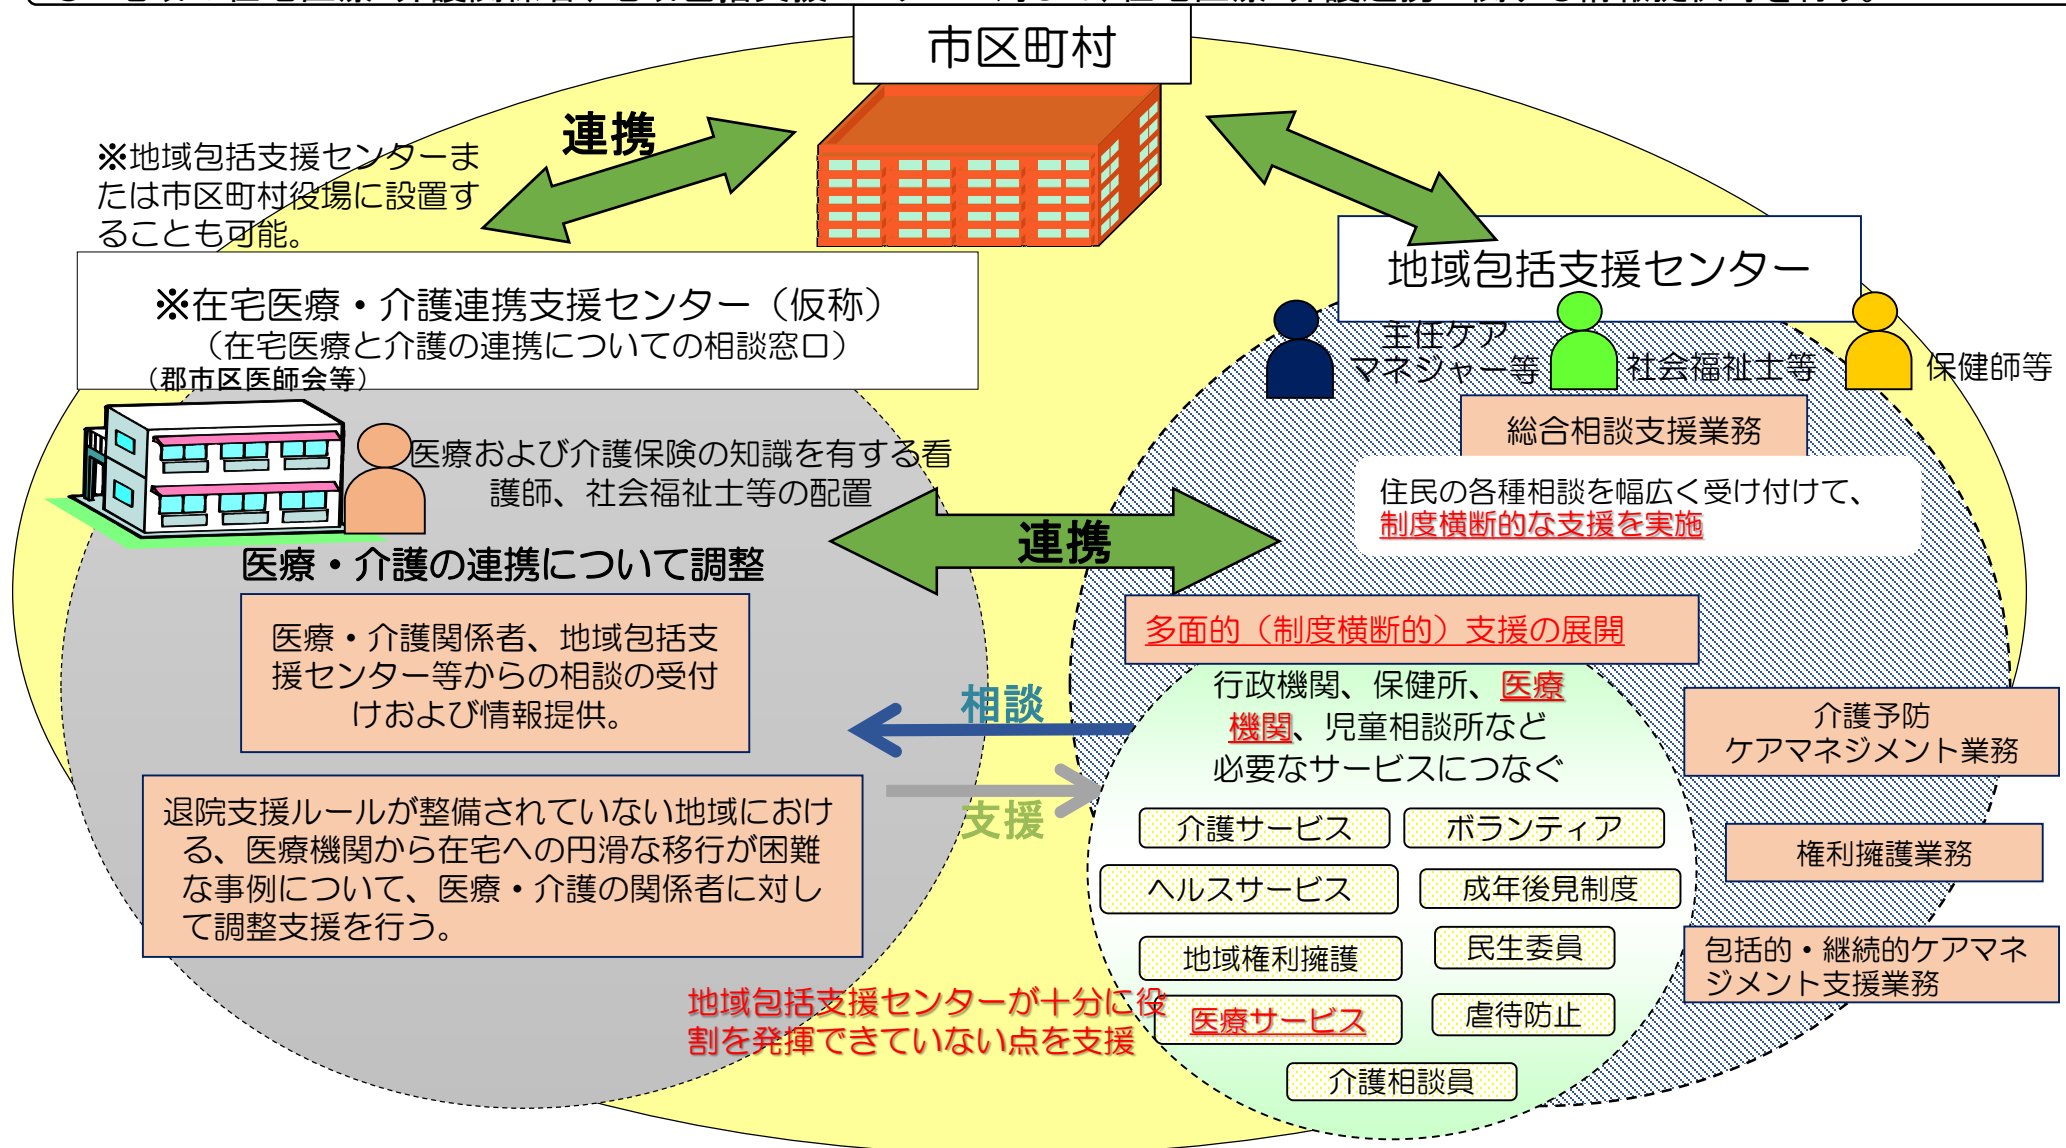 市区町村
連携
※地域包括支援センターま
たは市区町村役場に設置す
ることも可能。
※在宅医療・介護連携支援センター（仮称）
（在宅医療と介護の連携についての相談窓口）
（郡市区医師会等）
医療および介護保険の知識を有する看
護師、社会福祉士等の配置
医療・介護の連携について調整
医療・介護関係者、地域包括支
援センター等からの相談の受付
けおよび情報提供。
退院支援ルールが整備されていない地域におけ
る、医療機関から在宅への円滑な移行が困難
な事例について、医療・介護の関係者に対し
て調整支援を行う。
連携
相談
支援
地域包括支援センターが十分に役
割を発揮できていない点を支援
地域包括支援センター
主任ケア
マネジャー等
社会福祉士等
保健師等
総合相談支援業務
住民の各種相談を幅広く受け付けて、
制度横断的な支援を実施
多面的（制度横断的）支援の展開
行政機関、保健所、医療
機関、児童相談所など
必要なサービスにつなぐ
介護サービス
ボランティア
ヘルスサービス
成年後見制度
地域権利擁護
民生委員
医療サービス
虐待防止
介護相談員
介護予防
ケアマネジメント業務
権利擁護業務
包括的・継続的ケアマネ
ジメント支援業務